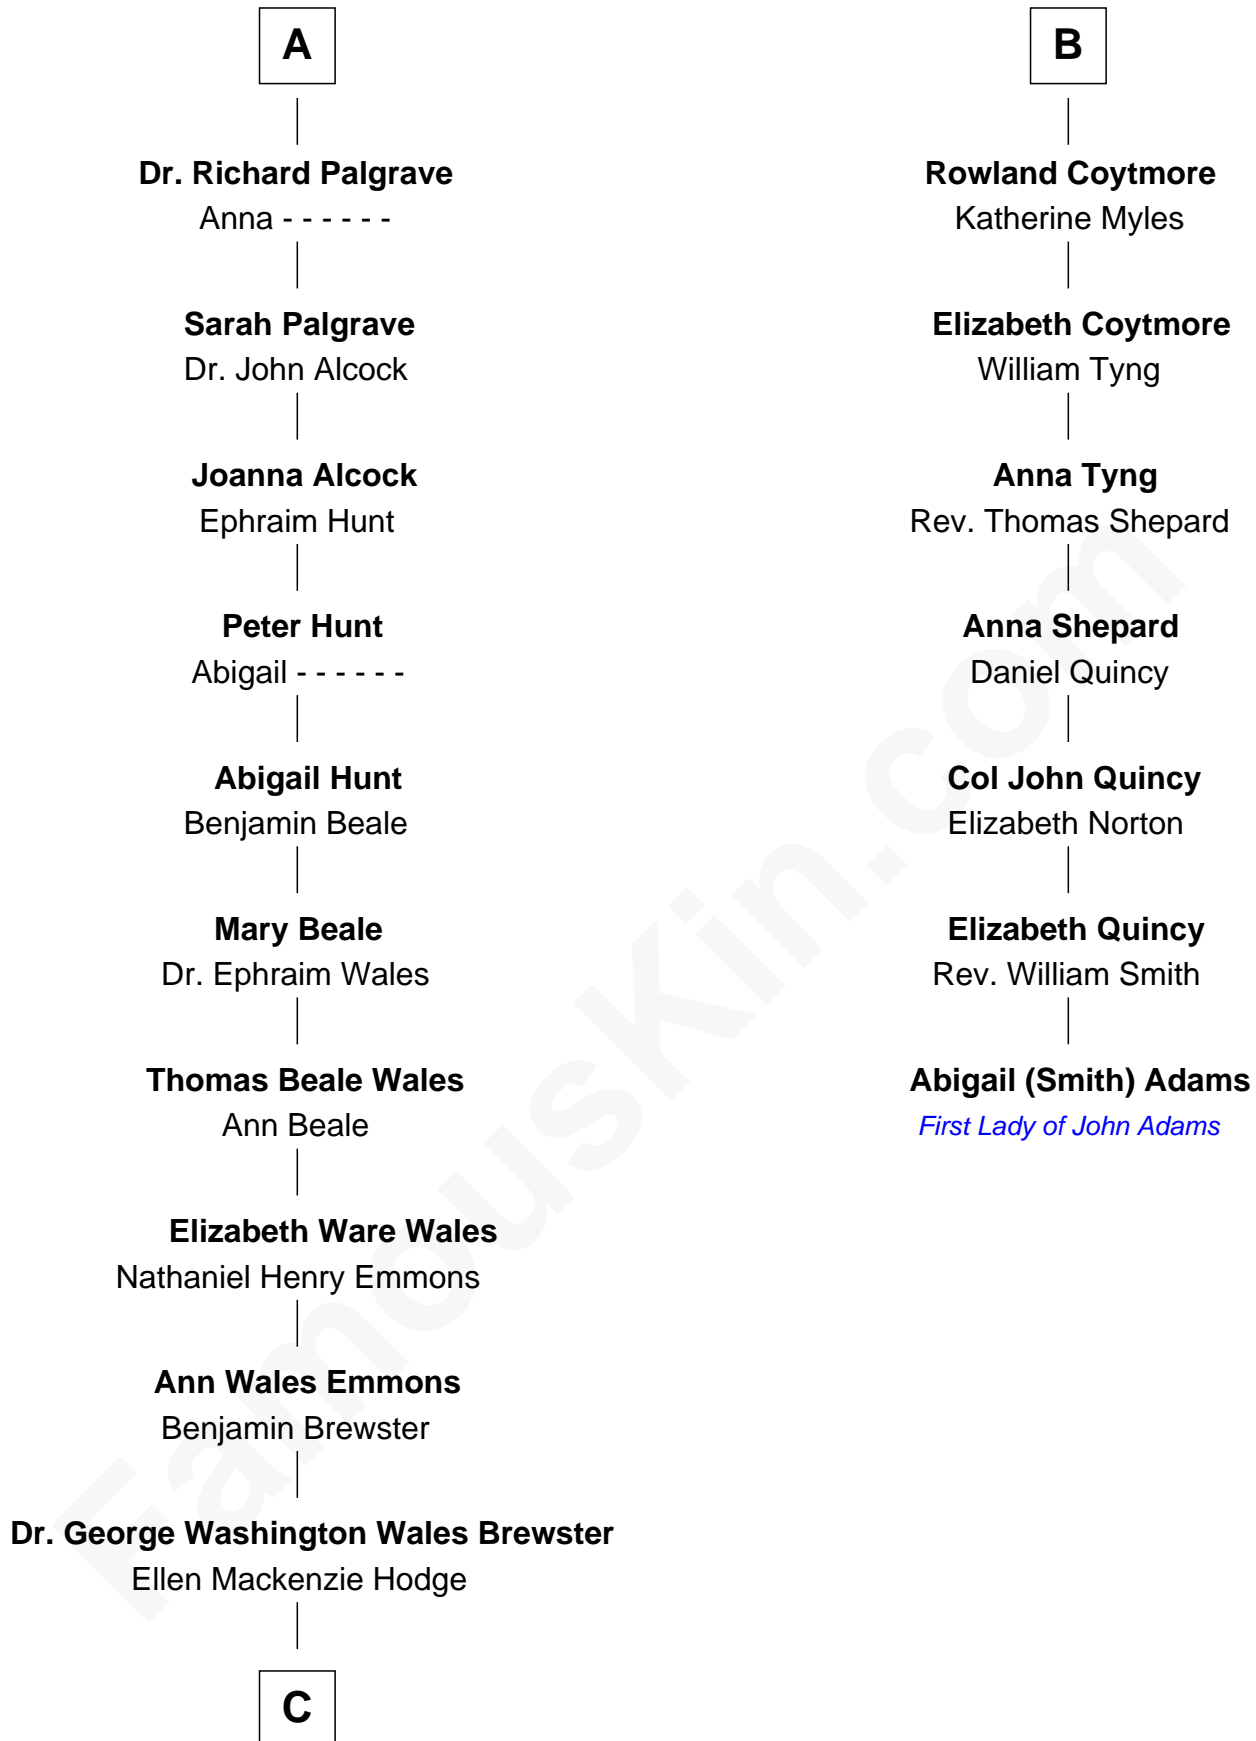 A
Dr. Richard Palgrave
Anna - - - - - -
Sarah Palgrave
Dr. John Alcock
Joanna Alcock
Ephraim Hunt
Peter Hunt
Abigail - - - - - -
Abigail Hunt
Benjamin Beale
Mary Beale
Dr. Ephraim Wales
Thomas Beale Wales
Ann Beale
Elizabeth Ware Wales
Nathaniel Henry Emmons
Ann Wales Emmons
Benjamin Brewster
Dr. George Washington Wales Brewster
Ellen Mackenzie Hodge
C
B
Rowland Coytmore
Katherine Myles
Elizabeth Coytmore
William Tyng
Anna Tyng
Rev. Thomas Shepard
Anna Shepard
Daniel Quincy
Col John Quincy
Elizabeth Norton
Elizabeth Quincy
Rev. William Smith
Abigail (Smith) Adams
First Lady of John Adams
FamousKin.com